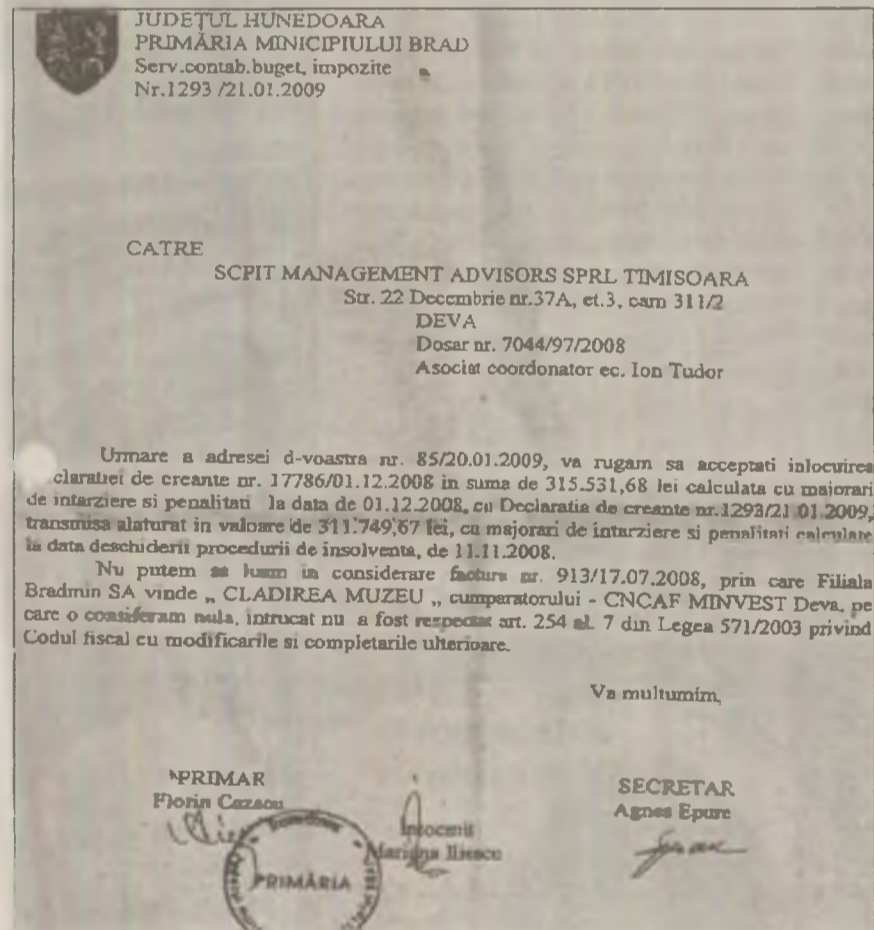 JUDEŢUL HUNEDOARA
PRIMĂRIA MINICIPIULUI BRAD
Serv.contab.buget, impozite
Nr.1293 /21.01.2009
CATRE
SCPIT MANAGEMENT ADVISORS SPRL TIMISOARA
Str. 22 Decembrie nr.37A, et.3, cam 311/2
DEVA
Dosar nr. 7044/97/2008
Asociat coordonator ec. Ion Tudor
Urmare a adresei d-voastra nr. 85/20.01.2009, va rugam sa acceptati inlocuirea
claratiei de creante nr. 17786/01.12.2008 in suma de 315.531,68 lei calculata cu majorari
de intarziere si penalitati la data de 01.12.2008, cu Declaratia de creante nr.1293/21.01.2009,
transmisa alaturat in valoare de 311.749,67 lei, cu majorari de intarziere si penalitati calculate
la data deschiderii procedurii de insolventa, de 11.11.2008.
Nu putem sa luam in considerare factura nr. 913/17.07.2008, prin care Filiala
Bradmin SA vinde „ CLADIREA MUZEU „ cumparatorului - CNCAF MINVEST Deva, pe
care o consideram nula, intrucat nu a fost respectat art. 254 al. 7 din Legea 571/2003 privind
Codul fiscal cu modificarile si completarile ulterioare.
Va multumim,
PRIMAR
Florin Cazacu
SECRETAR
Agnes Epure
Intocmit
Mariana Iliescu
PRIMĂRIA